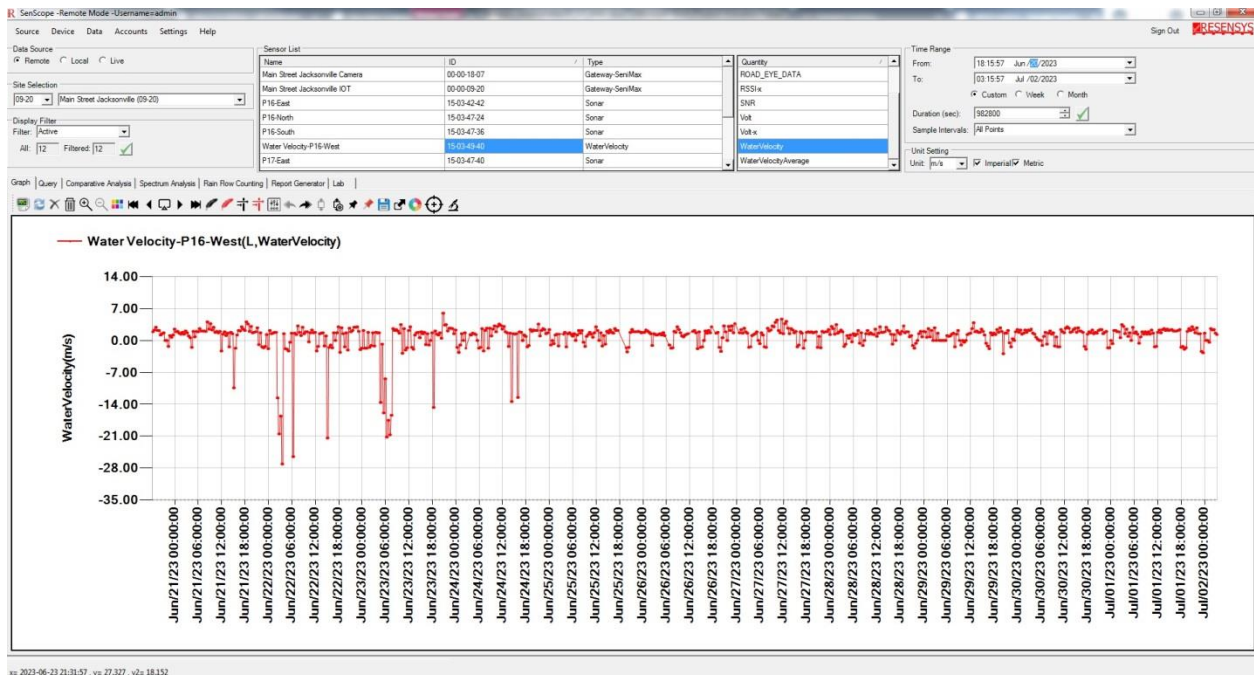 R SenScope -Remote Mode -Username=admin
Source Device Data Accounts Settings Help
Sign Out RESENSYS
Data Source
Remote Local Live
Site Selection
09-20 Main Street Jacksonville (09-20)
Display Filter
Filter: Active
All: 12 Filtered: 12
Sensor List
Name ID / Type
Main Street Jacksonville Camera 00-00-18-07 Gateway-SeniMax
Main Street Jacksonville IOT 00-00-09-20 Gateway-SeniMax
P16-East 15-03-42-42 Sonar
P16-North 15-03-47-24 Sonar
P16-South 15-03-47-36 Sonar
Water Velocity-P16-West 15-03-49-40 WaterVelocity
P17-East 15-03-47-40 Sonar
Quantity /
ROAD_EYE_DATA
RSSI-x
SNR
Volt
Volt-x
WaterVelocity
WaterVelocityAverage
Time Range
From: 18:15:57 Jun /20/2023
To: 03:15:57 Jul /02/2023
Custom Week Month
Duration (sec): 982800
Sample Intervals: All Points
Unit Setting
Unit: m/s Imperial Metric
Graph Query Comparative Analysis Spectrum Analysis Rain Flow Counting Report Generator Lab
Water Velocity-P16-West(L,WaterVelocity)
WaterVelocity(m/s)
14.00
7.00
0.00
-7.00
-14.00
-21.00
-28.00
-35.00
Jun/21/23 00:00:00
Jun/21/23 06:00:00
Jun/21/23 12:00:00
Jun/21/23 18:00:00
Jun/22/23 00:00:00
Jun/22/23 06:00:00
Jun/22/23 12:00:00
Jun/22/23 18:00:00
Jun/23/23 00:00:00
Jun/23/23 06:00:00
Jun/23/23 12:00:00
Jun/23/23 18:00:00
Jun/24/23 00:00:00
Jun/24/23 06:00:00
Jun/24/23 12:00:00
Jun/24/23 18:00:00
Jun/25/23 00:00:00
Jun/25/23 06:00:00
Jun/25/23 12:00:00
Jun/25/23 18:00:00
Jun/26/23 00:00:00
Jun/26/23 06:00:00
Jun/26/23 12:00:00
Jun/26/23 18:00:00
Jun/27/23 00:00:00
Jun/27/23 06:00:00
Jun/27/23 12:00:00
Jun/27/23 18:00:00
Jun/28/23 00:00:00
Jun/28/23 06:00:00
Jun/28/23 12:00:00
Jun/28/23 18:00:00
Jun/29/23 00:00:00
Jun/29/23 06:00:00
Jun/29/23 12:00:00
Jun/29/23 18:00:00
Jun/30/23 00:00:00
Jun/30/23 06:00:00
Jun/30/23 12:00:00
Jun/30/23 18:00:00
Jul/01/23 00:00:00
Jul/01/23 06:00:00
Jul/01/23 12:00:00
Jul/01/23 18:00:00
Jul/02/23 00:00:00
x= 2023-06-23 21:31:57 , y= 27.327 , y2= 18.152